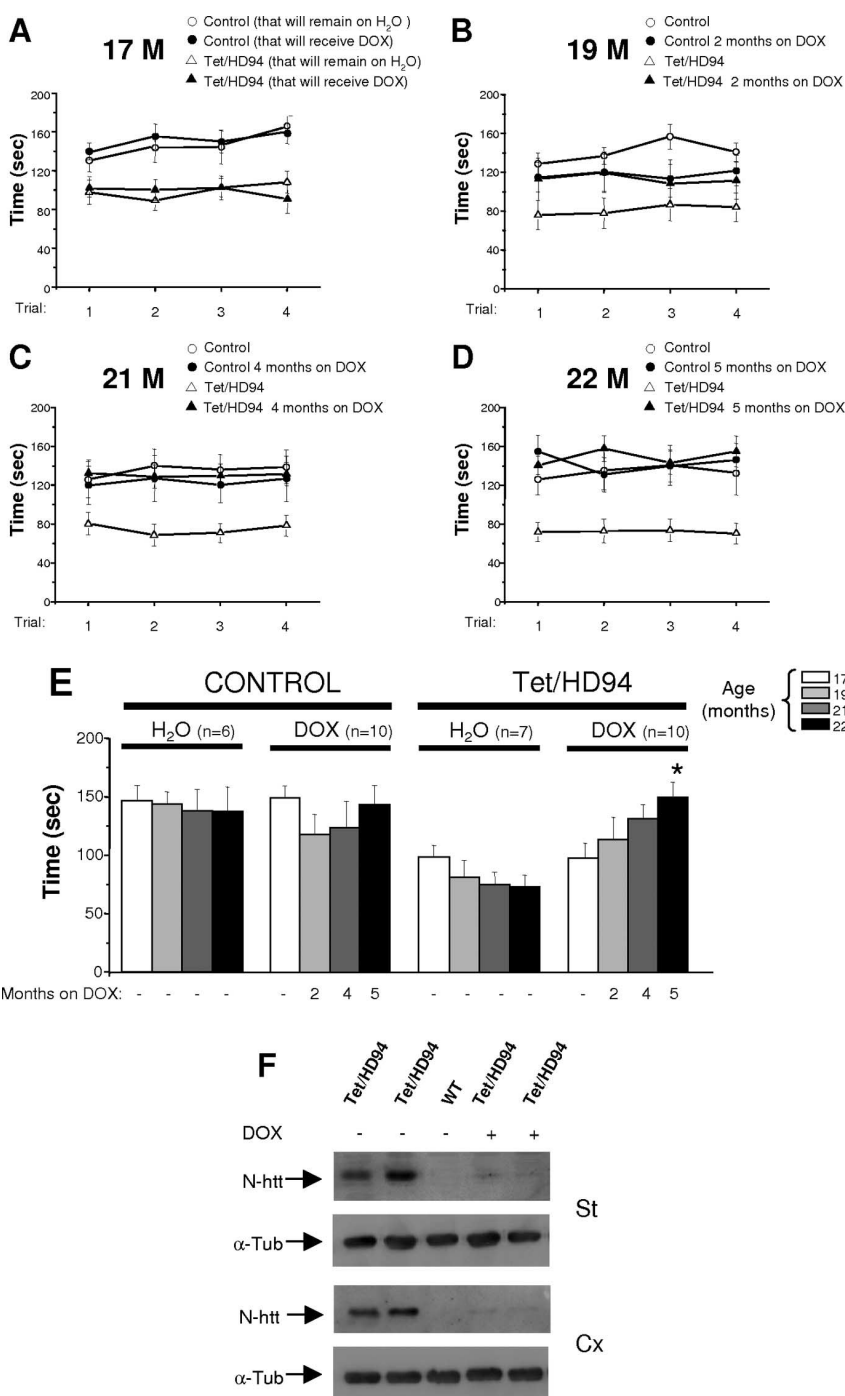 A
17 M
○ Control (that will remain on H₂O )
● Control (that will receive DOX)
△ Tet/HD94 (that will remain on H₂O)
▲ Tet/HD94 (that will receive DOX)
Time (sec)
200
160
120
80
40
0
Trial: 1 2 3 4
B
19 M
○ Control
● Control 2 months on DOX
△ Tet/HD94
▲ Tet/HD94 2 months on DOX
Time (sec)
200
160
120
80
40
0
Trial: 1 2 3 4
C
21 M
○ Control
● Control 4 months on DOX
△ Tet/HD94
▲ Tet/HD94 4 months on DOX
Time (sec)
200
160
120
80
40
0
Trial: 1 2 3 4
D
22 M
○ Control
● Control 5 months on DOX
△ Tet/HD94
▲ Tet/HD94 5 months on DOX
Time (sec)
200
160
120
80
40
0
Trial: 1 2 3 4
E
CONTROL
Tet/HD94
Age
(months)
17
19
21
22
H₂O (n=6)
DOX (n=10)
H₂O (n=7)
DOX (n=10)
*
Time (sec)
200
150
100
50
0
Months on DOX: - - - - - 2 4 5 - - - - - 2 4 5
F
Tet/HD94 Tet/HD94 WT Tet/HD94 Tet/HD94
DOX - - - + +
N-htt
St
α-Tub
N-htt
Cx
α-Tub